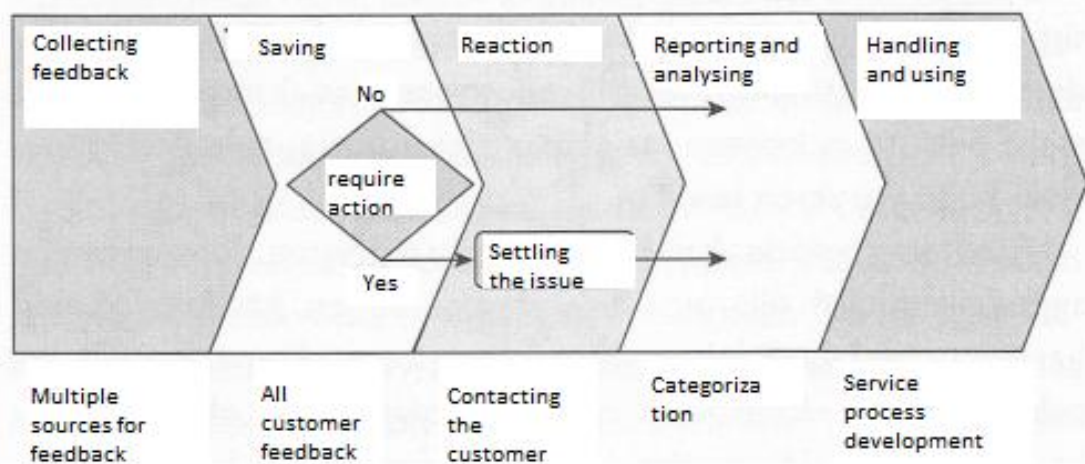 Collecting
feedback
Saving
Reaction
Reporting and
analysing
Handling
and using
No
require
action
Yes
Settling
the issue
Multiple
sources for
feedback
All
customer
feedback
Contacting
the
customer
Categoriza
tion
Service
process
development